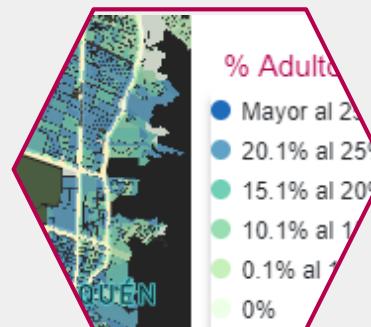 % Adulto
Mayor al 2
20.1% al 25%
15.1% al 20%
10.1% al 1
0.1% al 1
0%
QUÉN